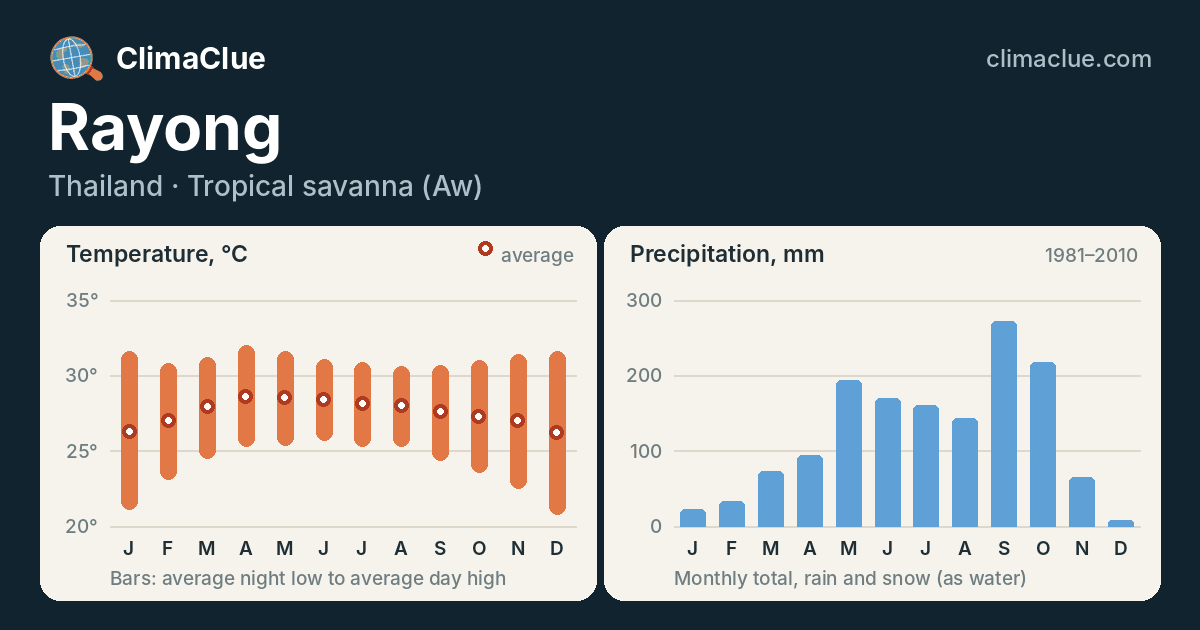 ClimaClue
climaclue.com
Rayong
Thailand · Tropical savanna (Aw)
Temperature, °C
average
35°
30°
25°
20°
J F M A M J J A S O N D
Bars: average night low to average day high
Precipitation, mm
1981–2010
300
200
100
0
J F M A M J J A S O N D
Monthly total, rain and snow (as water)